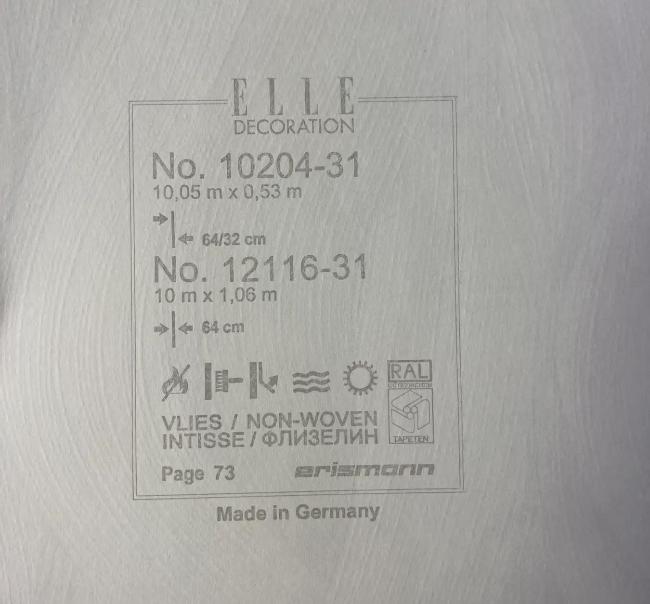 ELLE
DECORATION
No. 10204-31
10,05 m x 0,53 m
64/32 cm
No. 12116-31
10 m x 1,06 m
64 cm
RAL
VLIES / NON-WOVEN
INTISSE / ФЛИЗЕЛИН
TAPETEN
Page 73
erismann
Made in Germany